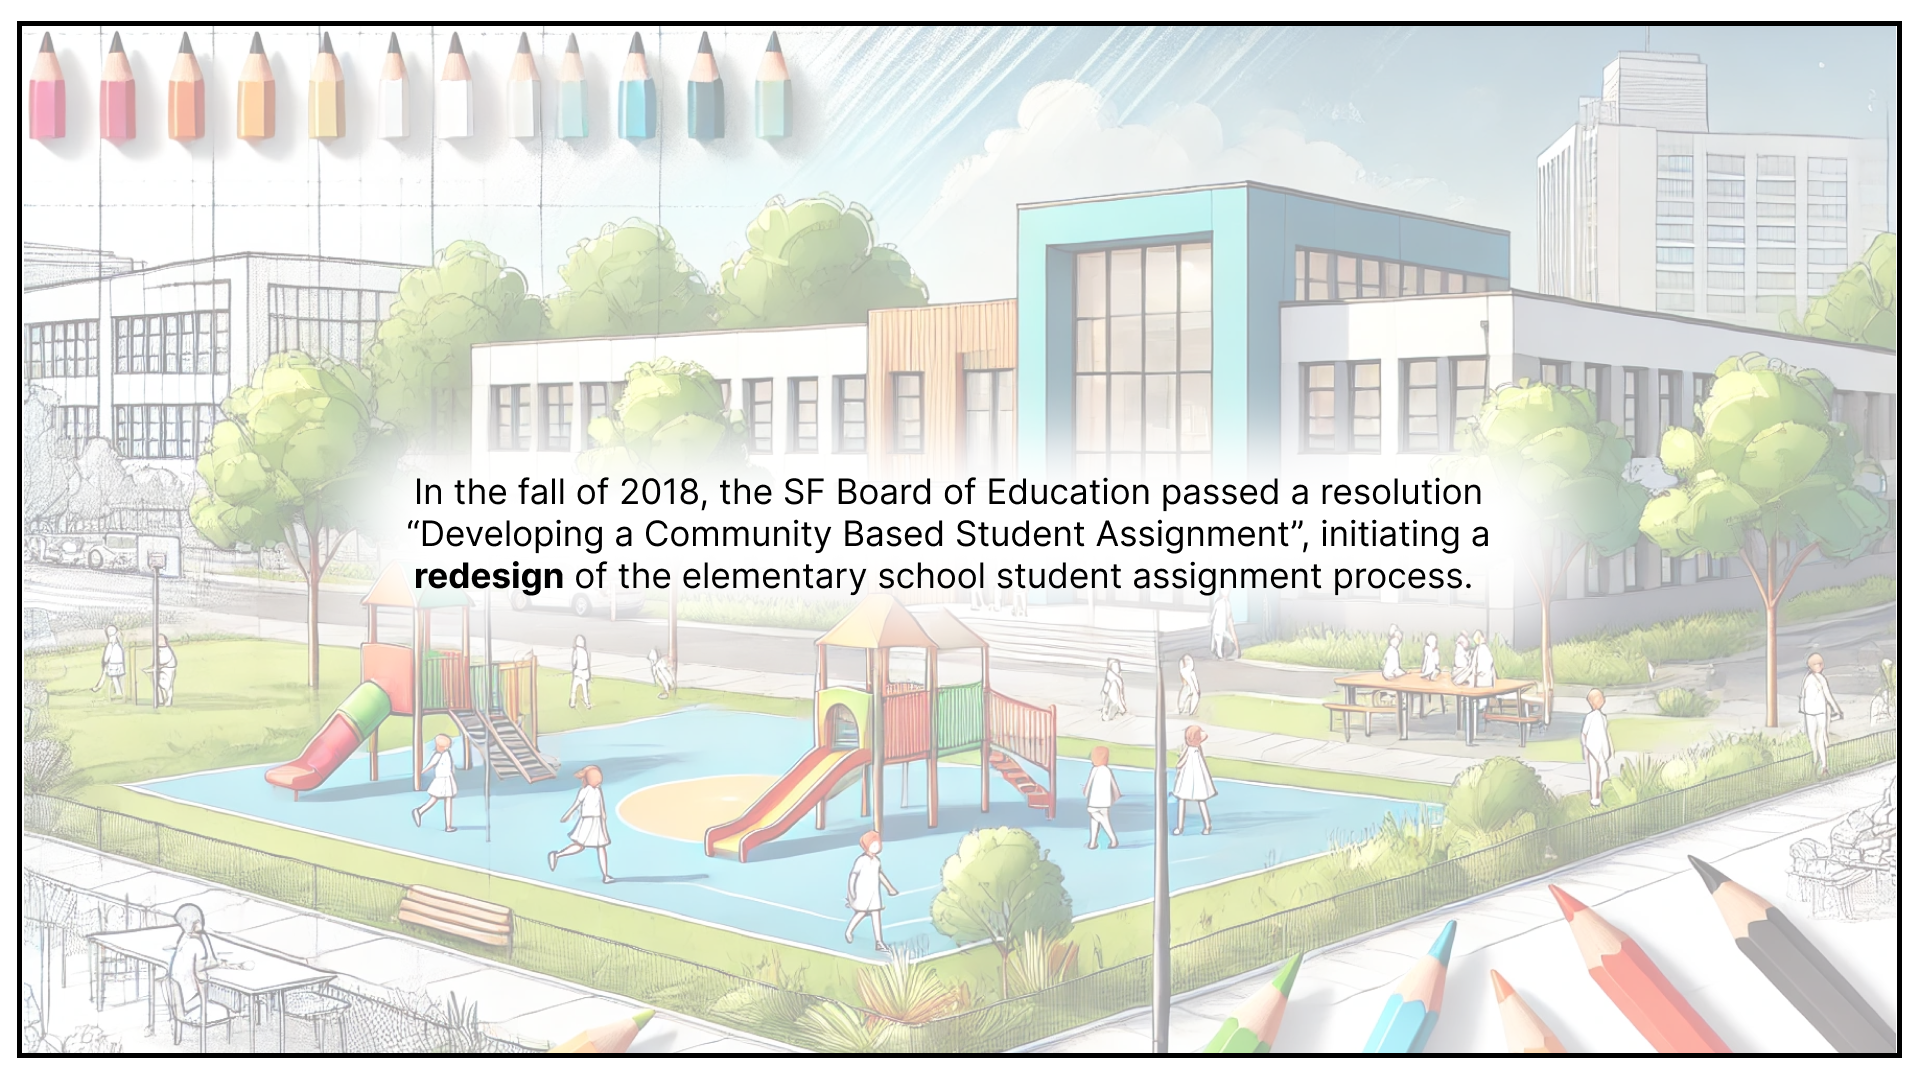 In the fall of 2018, the SF Board of Education passed a resolution
“Developing a Community Based Student Assignment”, initiating a
redesign of the elementary school student assignment process.